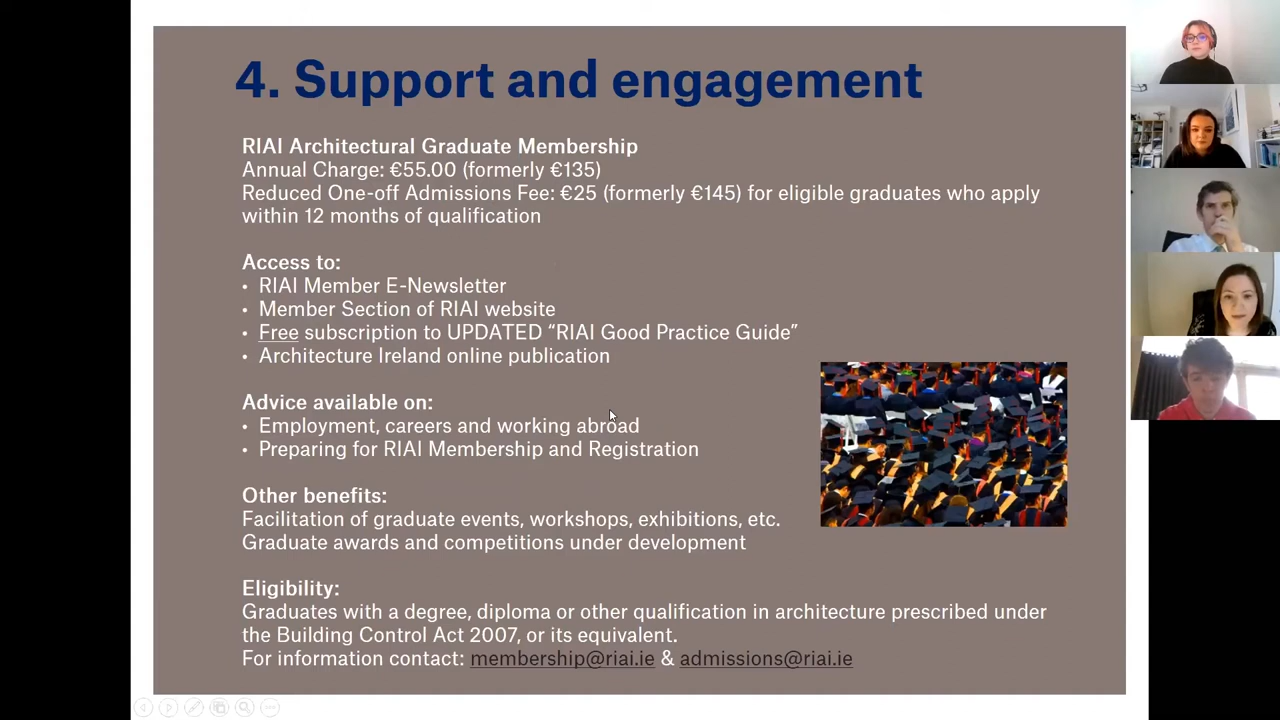 4. Support and engagement
RIAI Architectural Graduate Membership
Annual Charge: €55.00 (formerly €135)
Reduced One-off Admissions Fee: €25 (formerly €145) for eligible graduates who apply
within 12 months of qualification
Access to:
• RIAI Member E-Newsletter
• Member Section of RIAI website
• Free subscription to UPDATED “RIAI Good Practice Guide”
• Architecture Ireland online publication
Advice available on:
• Employment, careers and working abroad
• Preparing for RIAI Membership and Registration
Other benefits:
Facilitation of graduate events, workshops, exhibitions, etc.
Graduate awards and competitions under development
Eligibility:
Graduates with a degree, diploma or other qualification in architecture prescribed under
the Building Control Act 2007, or its equivalent.
For information contact: membership@riai.ie & admissions@riai.ie